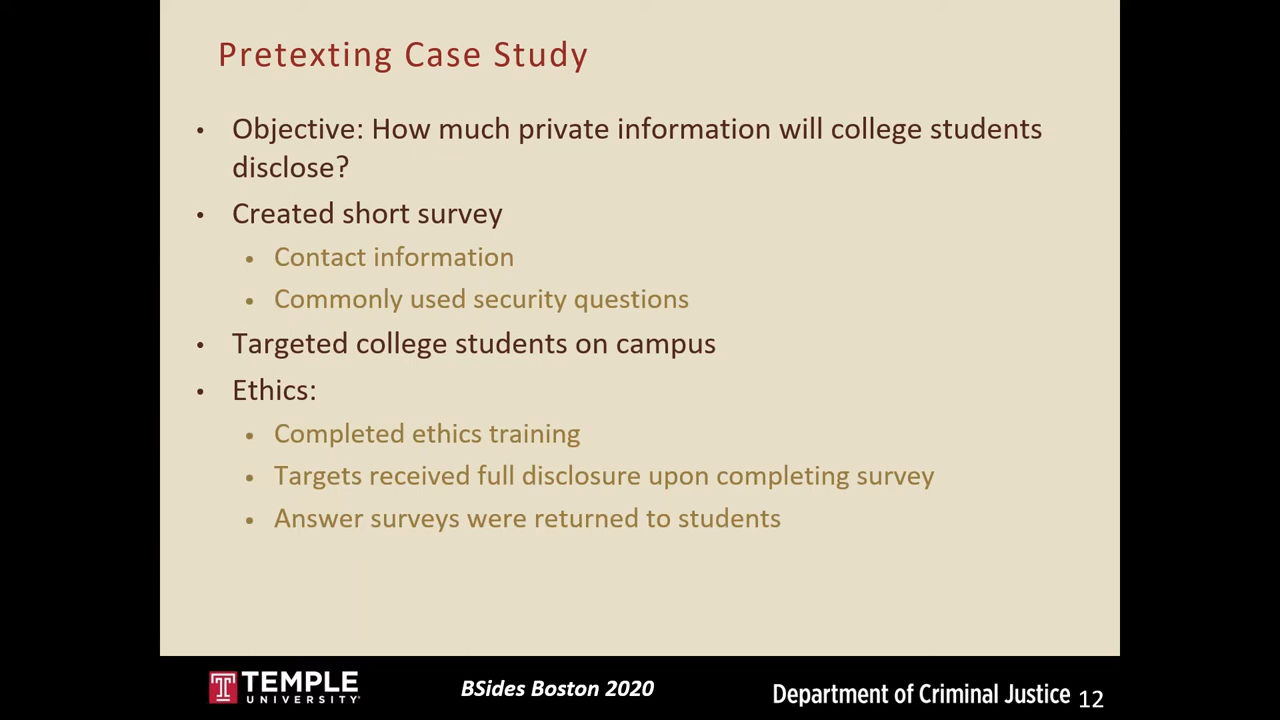 Pretexting Case Study
• Objective: How much private information will college students
disclose?
• Created short survey
• Contact information
• Commonly used security questions
• Targeted college students on campus
• Ethics:
• Completed ethics training
• Targets received full disclosure upon completing survey
• Answer surveys were returned to students
TEMPLE
UNIVERSITY
BSides Boston 2020
Department of Criminal Justice 12